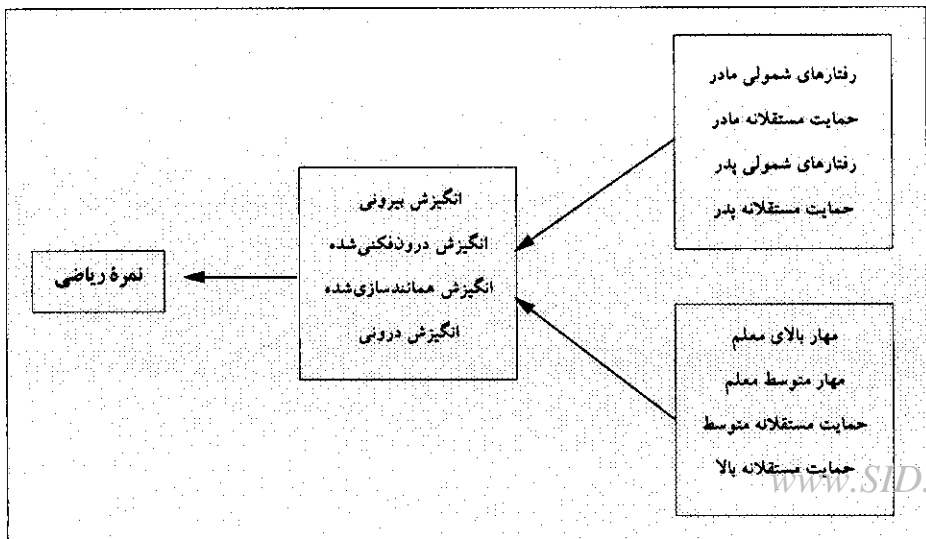 رفتارهای شمولی مادر
حمایت مستقلانه مادر
رفتارهای شمولی پدر
حمایت مستقلانه پدر
مهار بالای معلم
مهار متوسط معلم
حمایت مستقلانه متوسط
حمایت مستقلانه بالا
انگیزش بیرونی
انگیزش درون‌فکنی‌شده
انگیزش همانندسازی‌شده
انگیزش درونی
نمرهٔ ریاضی
www.SID.